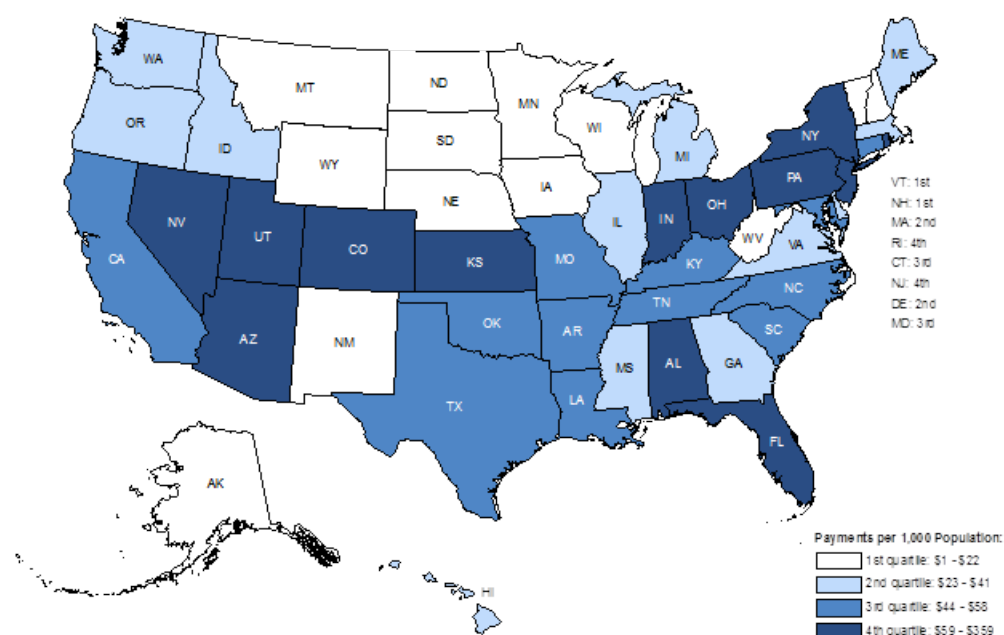 WA
ME
MT
ND
MN
OR
NY
WI
ID
SD
MI
WY
PA
IA
NE
OH
IL
IN
NV
WV
UT
VA
CO
CA
KS
MO
KY
NC
TN
OK
AZ
AR
SC
NM
MS
AL
GA
LA
TX
FL
AK
HI
VT: 1st
NH: 1st
MA: 2nd
RI: 4th
CT: 3rd
NJ: 4th
DE: 2nd
MD: 3rd
Payments per 1,000 Population:
1st quartile: $1 - $22
2nd quartile: $23 - $41
3rd quartile: $44 - $58
4th quartile: $59 - $359